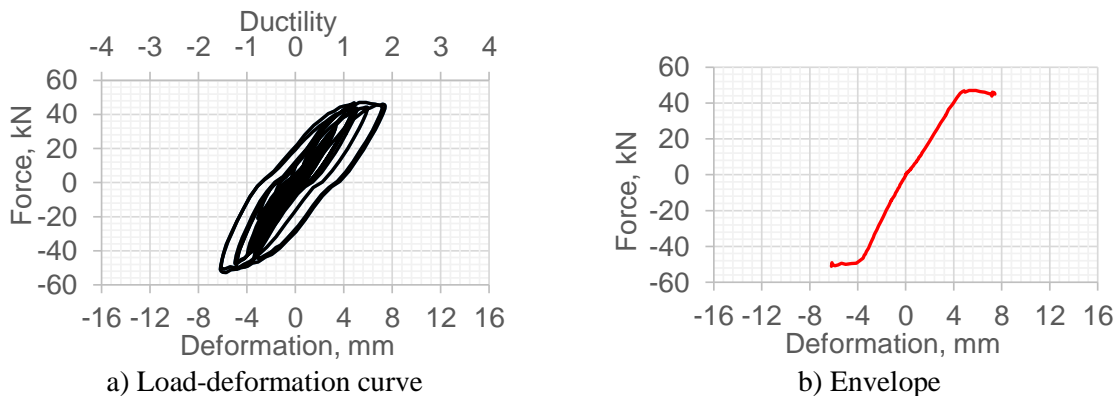 Ductility
-4 -3 -2 -1 0 1 2 3 4
60
40
20
0
-20
-40
-60
Force, kN
-16 -12 -8 -4 0 4 8 12 16
Deformation, mm
a) Load-deformation curve
60
40
20
0
-20
-40
-60
Force, kN
-16 -12 -8 -4 0 4 8 12 16
Deformation, mm
b) Envelope